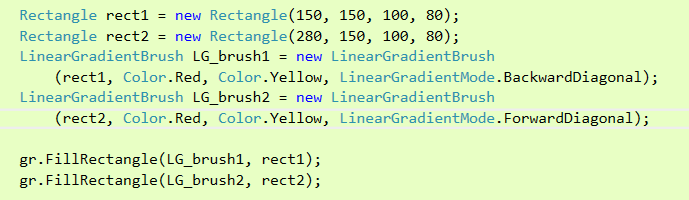 Rectangle rect1 = new Rectangle(150, 150, 100, 80);
Rectangle rect2 = new Rectangle(280, 150, 100, 80);
LinearGradientBrush LG_brush1 = new LinearGradientBrush
(rect1, Color.Red, Color.Yellow, LinearGradientMode.BackwardDiagonal);
LinearGradientBrush LG_brush2 = new LinearGradientBrush
(rect2, Color.Red, Color.Yellow, LinearGradientMode.ForwardDiagonal);
gr.FillRectangle(LG_brush1, rect1);
gr.FillRectangle(LG_brush2, rect2);